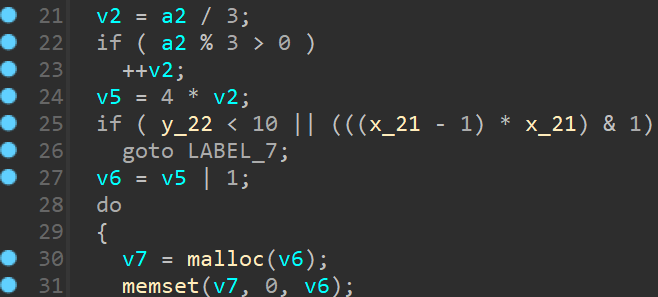 21 v2 = a2 / 3;
22 if ( a2 % 3 > 0 )
23 ++v2;
24 v5 = 4 * v2;
25 if ( y_22 < 10 || (((x_21 - 1) * x_21) & 1)
26 goto LABEL_7;
27 v6 = v5 | 1;
28 do
29 {
30 v7 = malloc(v6);
31 memset(v7, 0, v6);